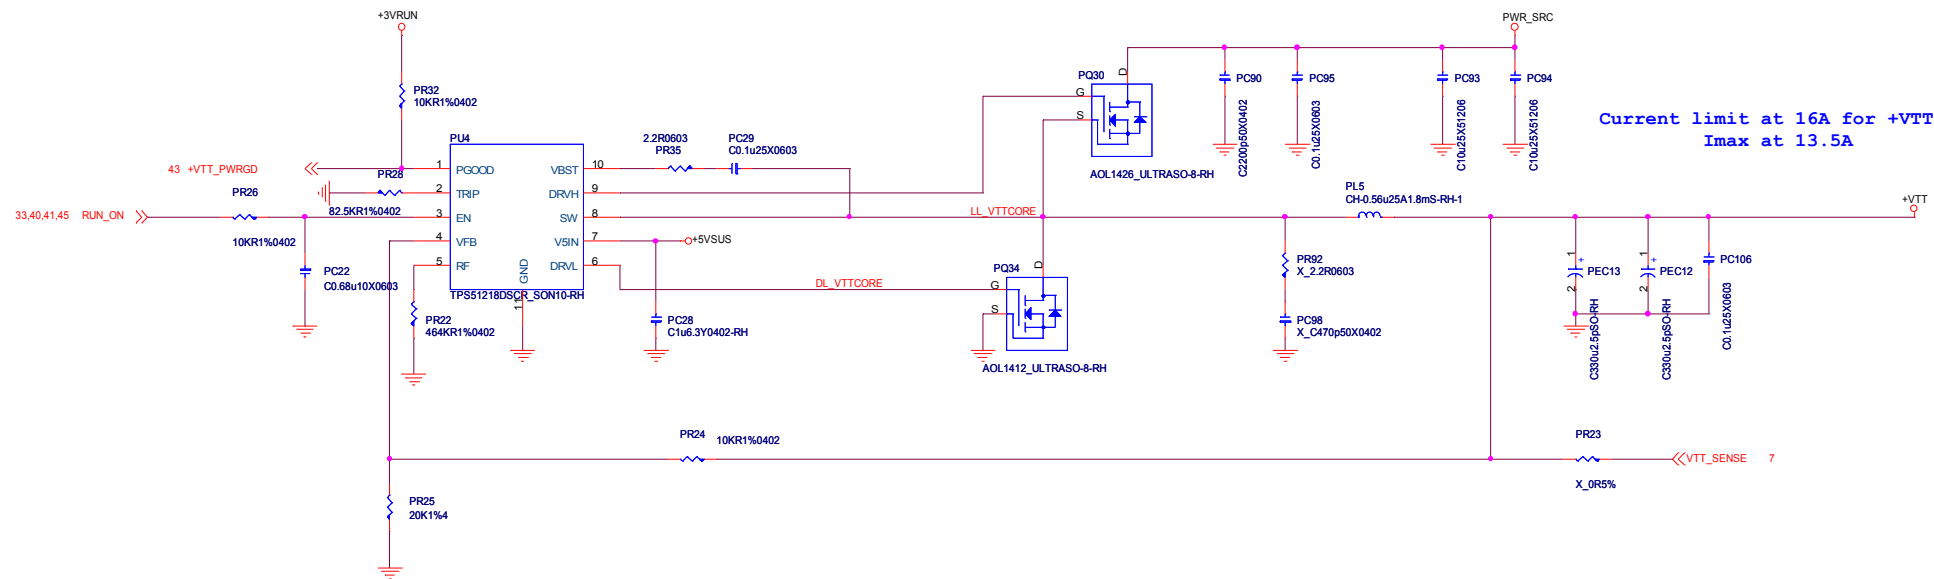 +3VRUN
PWR_SRC
PR32
10KR1%0402
PQ30
D
G
S
AOL1426_ULTRASO-8-RH
PC90
C2200p50X0402
PC95
C0.1u25X0603
PC93
C10u25X51206
PC94
C10u25X51206
Current limit at 16A for +VTT
Imax at 13.5A
PU4
1
PGOOD
2
TRIP
3
EN
4
VFB
5
RF
GND
11
VBST
10
DRVH
9
SW
8
V5IN
7
DRVL
6
TPS51218DSCR_SON10-RH
2.2R0603
PR35
PC29
C0.1u25X0603
43 +VTT_PWRGD
PR28
82.5KR1%0402
33,40,41,45 RUN_ON
PR26
10KR1%0402
PC22
C0.68u10X0603
PR22
464KR1%0402
+5VSUS
PC28
C1u6.3Y0402-RH
LL_VTTCORE
DL_VTTCORE
PQ34
D
G
S
AOL1412_ULTRASO-8-RH
PL5
CH-0.56u25A1.8mS-RH-1
+VTT
PR92
X_2.2R0603
PC98
X_C470p50X0402
1
+
PEC13
2
C330u2.5pSO-RH
1
+
PEC12
2
C330u2.5pSO-RH
PC106
C0.1u25X0603
PR24
10KR1%0402
PR23
X_0R5%
VTT_SENSE 7
PR25
20K1%4